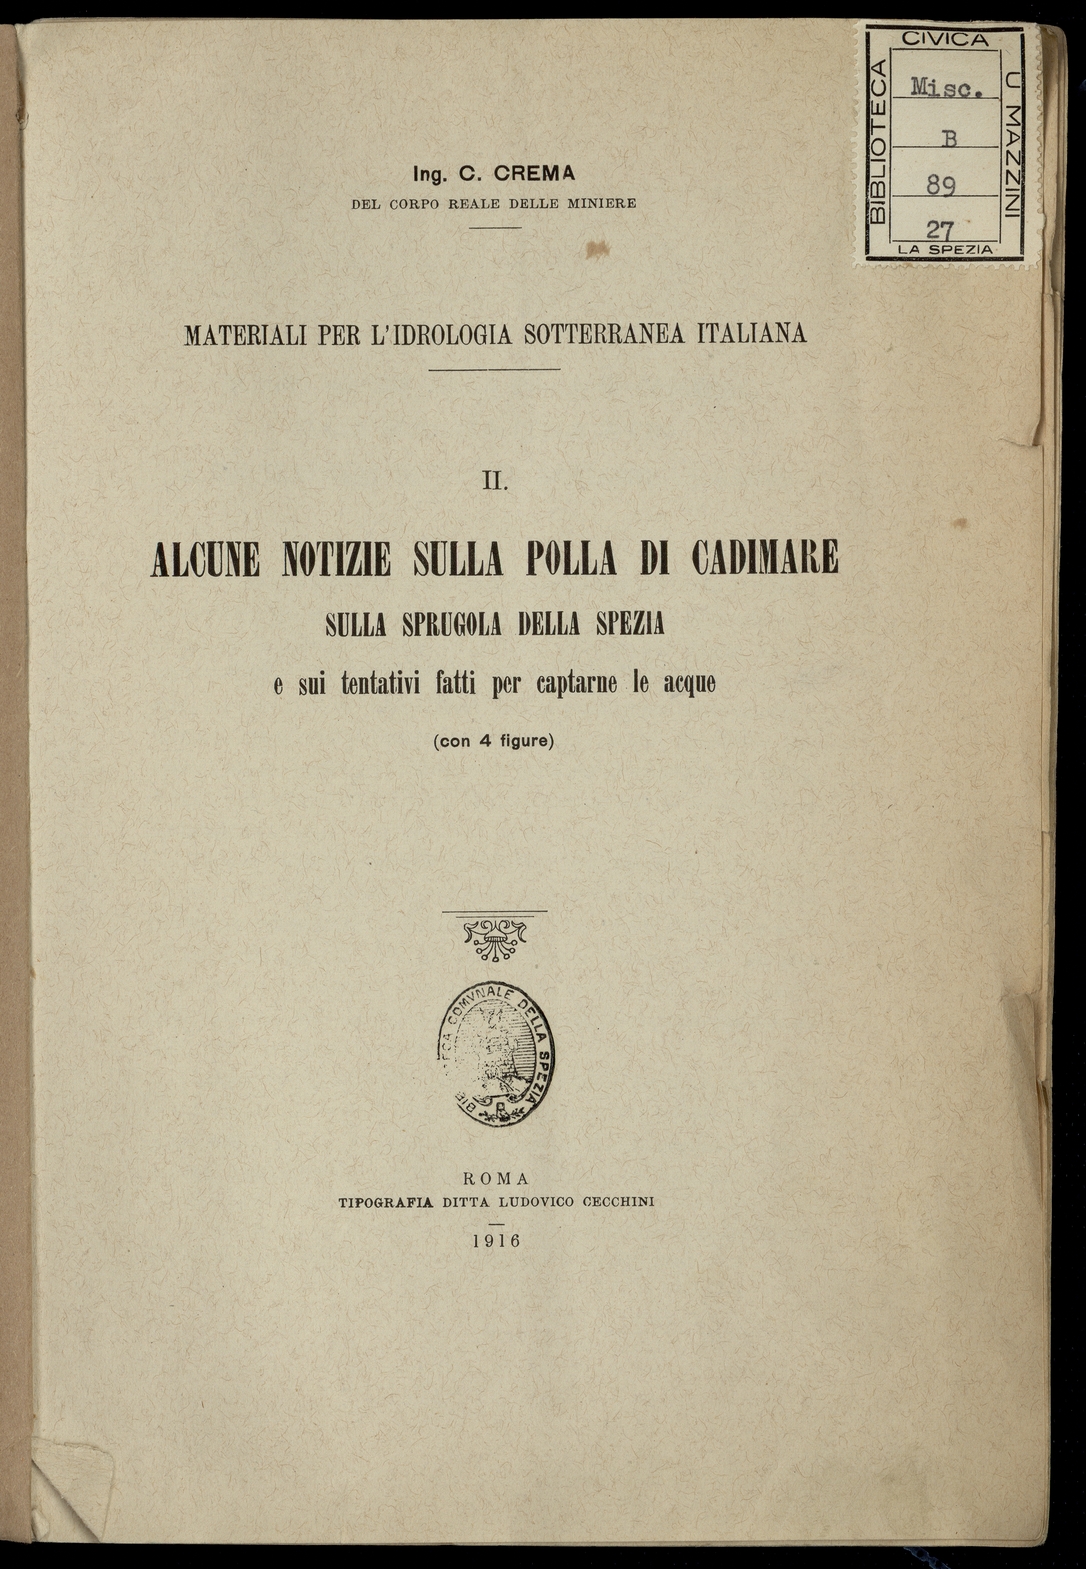 BIBLIOTECA CIVICA U MAZZINI
Misc.
B
89
27
LA SPEZIA
Ing. C. CREMA
DEL CORPO REALE DELLE MINIERE
MATERIALI PER L'IDROLOGIA SOTTERRANEA ITALIANA
II.
ALCUNE NOTIZIE SULLA POLLA DI CADIMARE
SULLA SPRUGOLA DELLA SPEZIA
e sui tentativi fatti per captarne le acque
(con 4 figure)
COMVNALE DELLA SPEZIA
ROMA
TIPOGRAFIA DITTA LUDOVICO CECCHINI
1916